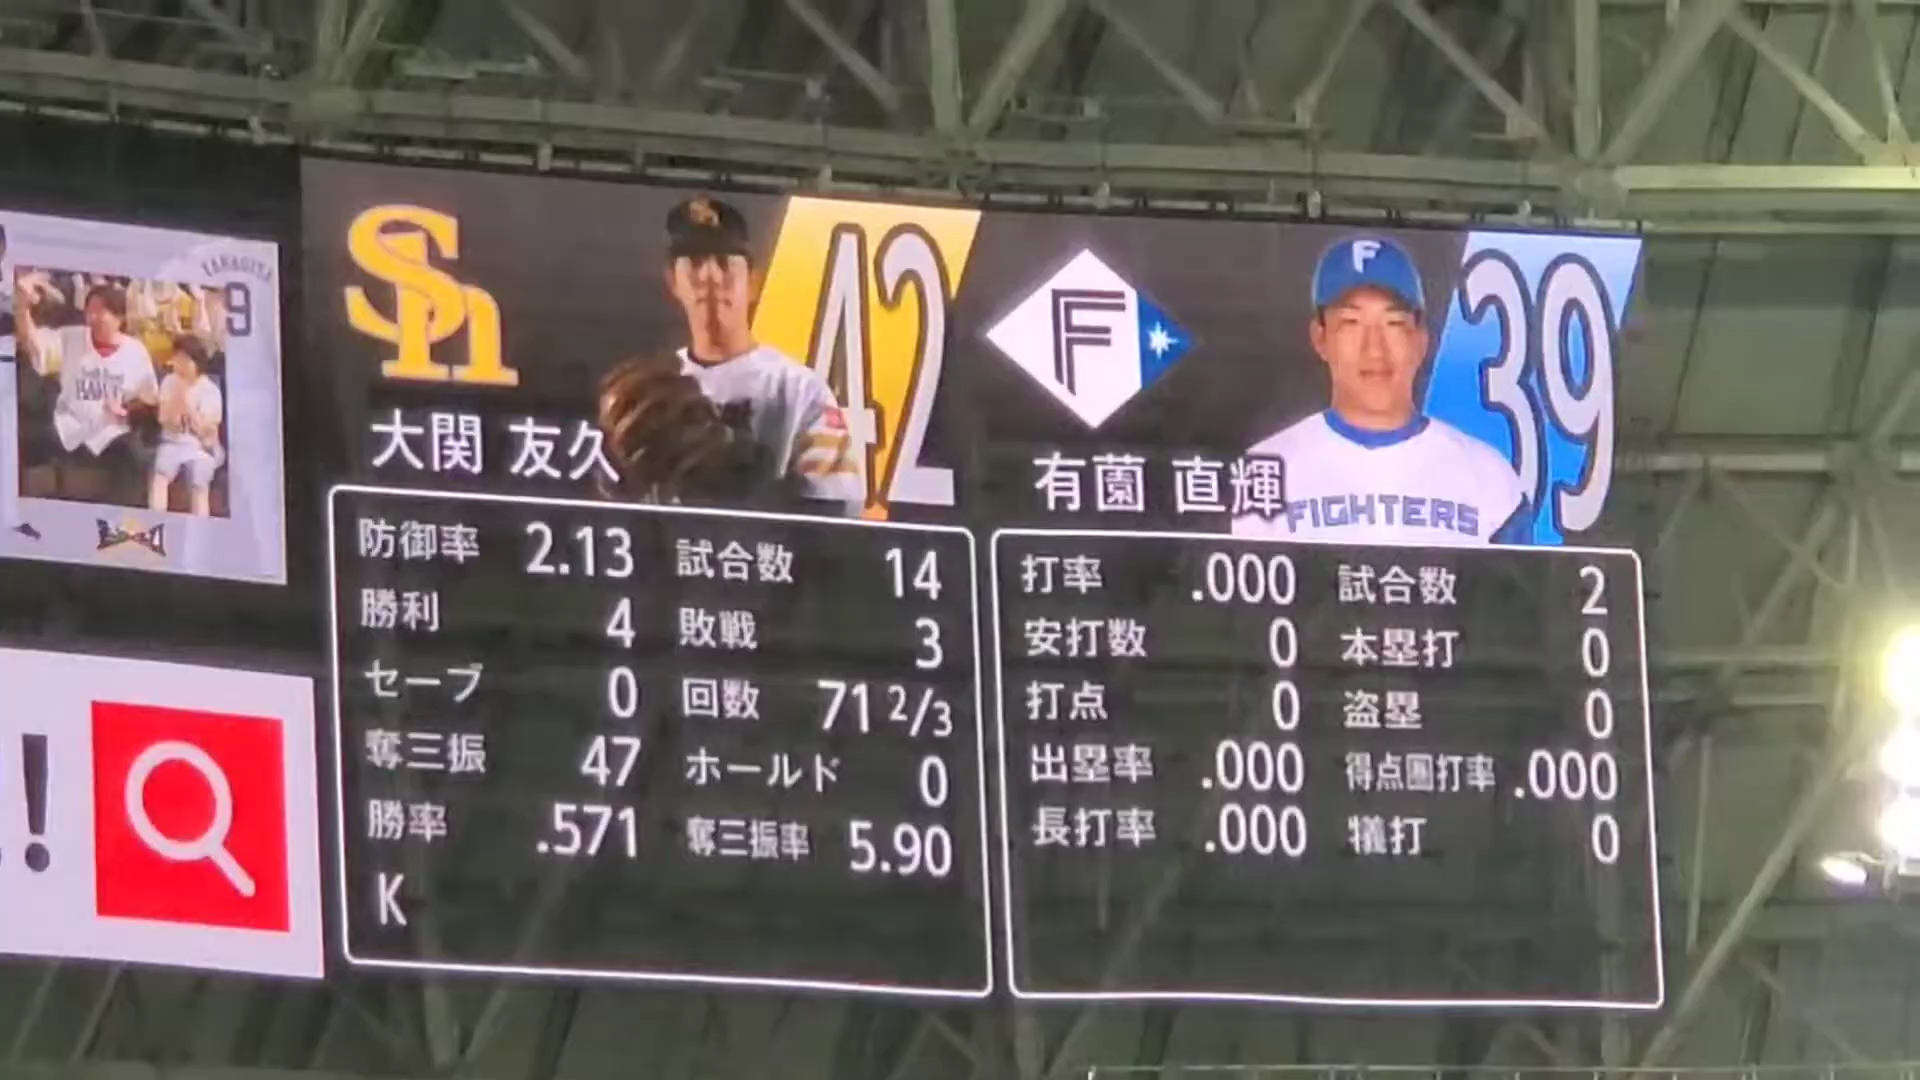 YANAGITA
9
Sh
42
大関 友久
防御率 2.13 試合数 14
勝利 4 敗戦 3
セーブ 0 回数 71 2/3
奪三振 47 ホールド 0
勝率 .571 奪三振率 5.90
K
F
F
39
有薗 直輝
FIGHTERS
打率 .000 試合数 2
安打数 0 本塁打 0
打点 0 盗塁 0
出塁率 .000 得点圏打率 .000
長打率 .000 犠打 0
!